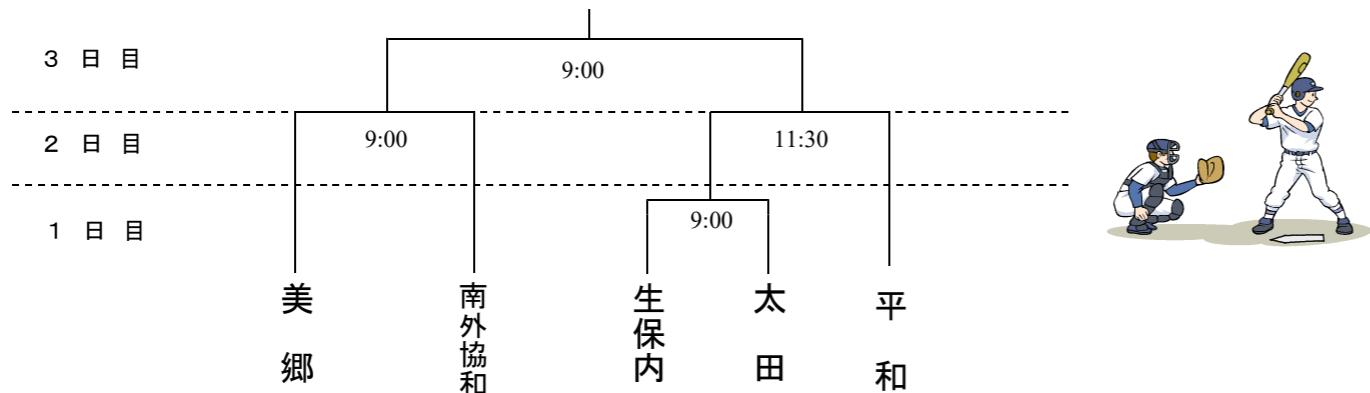 3 日 目
9:00
2 日 目
9:00
11:30
1 日 目
9:00
美 郷
南外協和
生保内
太 田
平 和